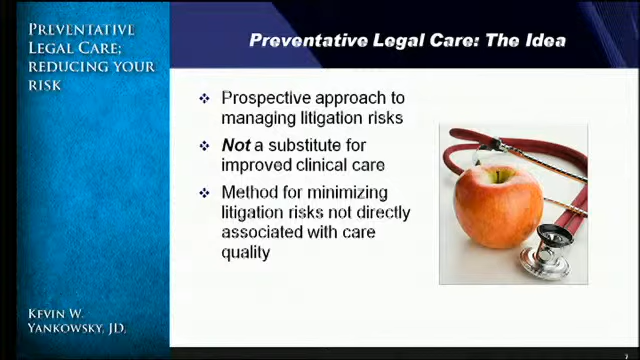 Preventative
Legal Care;
reducing your
risk
Preventative Legal Care: The Idea
Prospective approach to
managing litigation risks
Not a substitute for
improved clinical care
Method for minimizing
litigation risks not directly
associated with care
quality
Kevin W.
Yankowsky, JD.